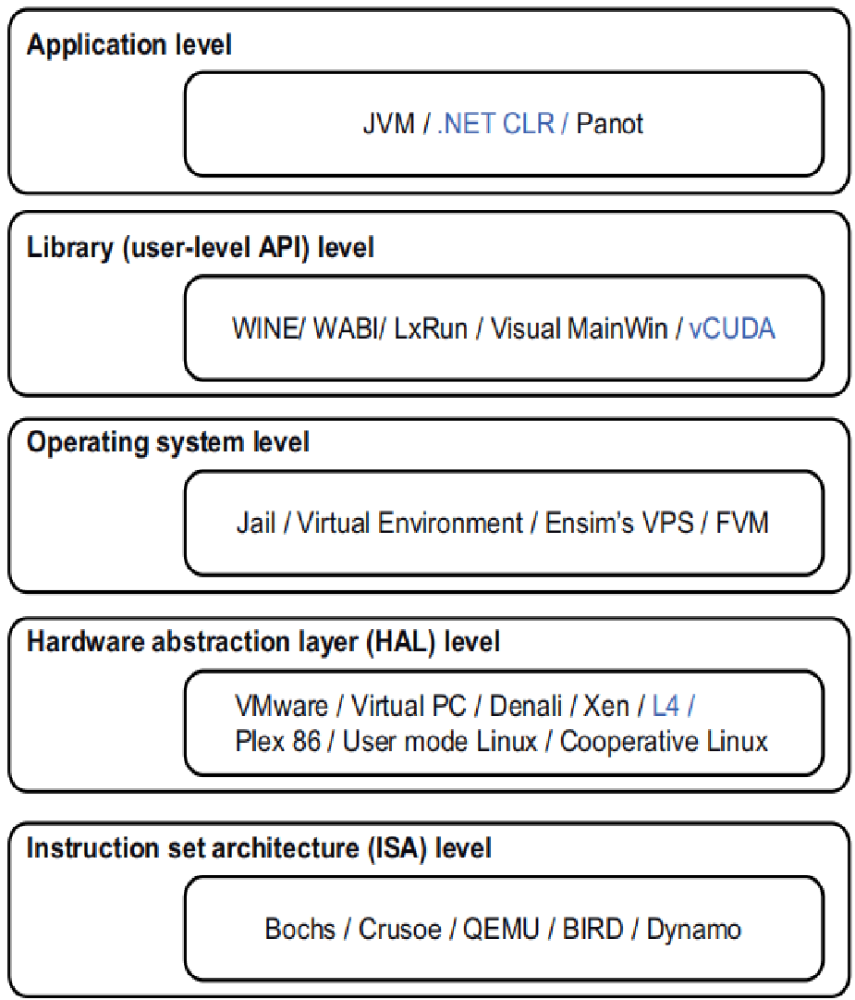 Application level
JVM / .NET CLR / Panot
Library (user-level API) level
WINE/ WABI/ LxRun / Visual MainWin / vCUDA
Operating system level
Jail / Virtual Environment / Ensim's VPS / FVM
Hardware abstraction layer (HAL) level
VMware / Virtual PC / Denali / Xen / L4 /
Plex 86 / User mode Linux / Cooperative Linux
Instruction set architecture (ISA) level
Bochs / Crusoe / QEMU / BIRD / Dynamo